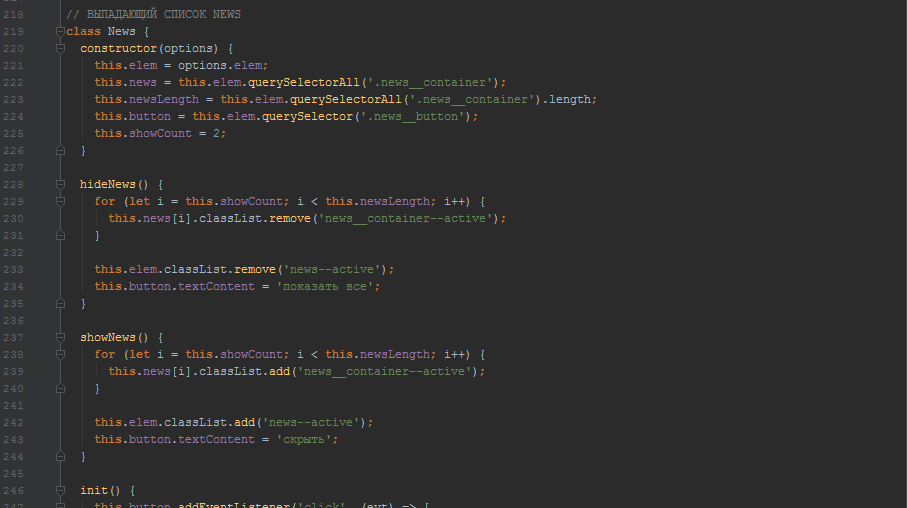 218 // ВЫПАДАЮЩИЙ СПИСОК NEWS
219 class News {
220 constructor(options) {
221 this.elem = options.elem;
222 this.news = this.elem.querySelectorAll('.news__container');
223 this.newsLength = this.elem.querySelectorAll('.news__container').length;
224 this.button = this.elem.querySelector('.news__button');
225 this.showCount = 2;
226 }
227
228 hideNews() {
229 for (let i = this.showCount; i < this.newsLength; i++) {
230 this.news[i].classList.remove('news__container--active');
231 }
232
233 this.elem.classList.remove('news--active');
234 this.button.textContent = 'показать все';
235 }
236
237 showNews() {
238 for (let i = this.showCount; i < this.newsLength; i++) {
239 this.news[i].classList.add('news__container--active');
240 }
241
242 this.elem.classList.add('news--active');
243 this.button.textContent = 'скрыть';
244 }
245
246 init() {
247 this.button.addEventListener('click', (evt) => {